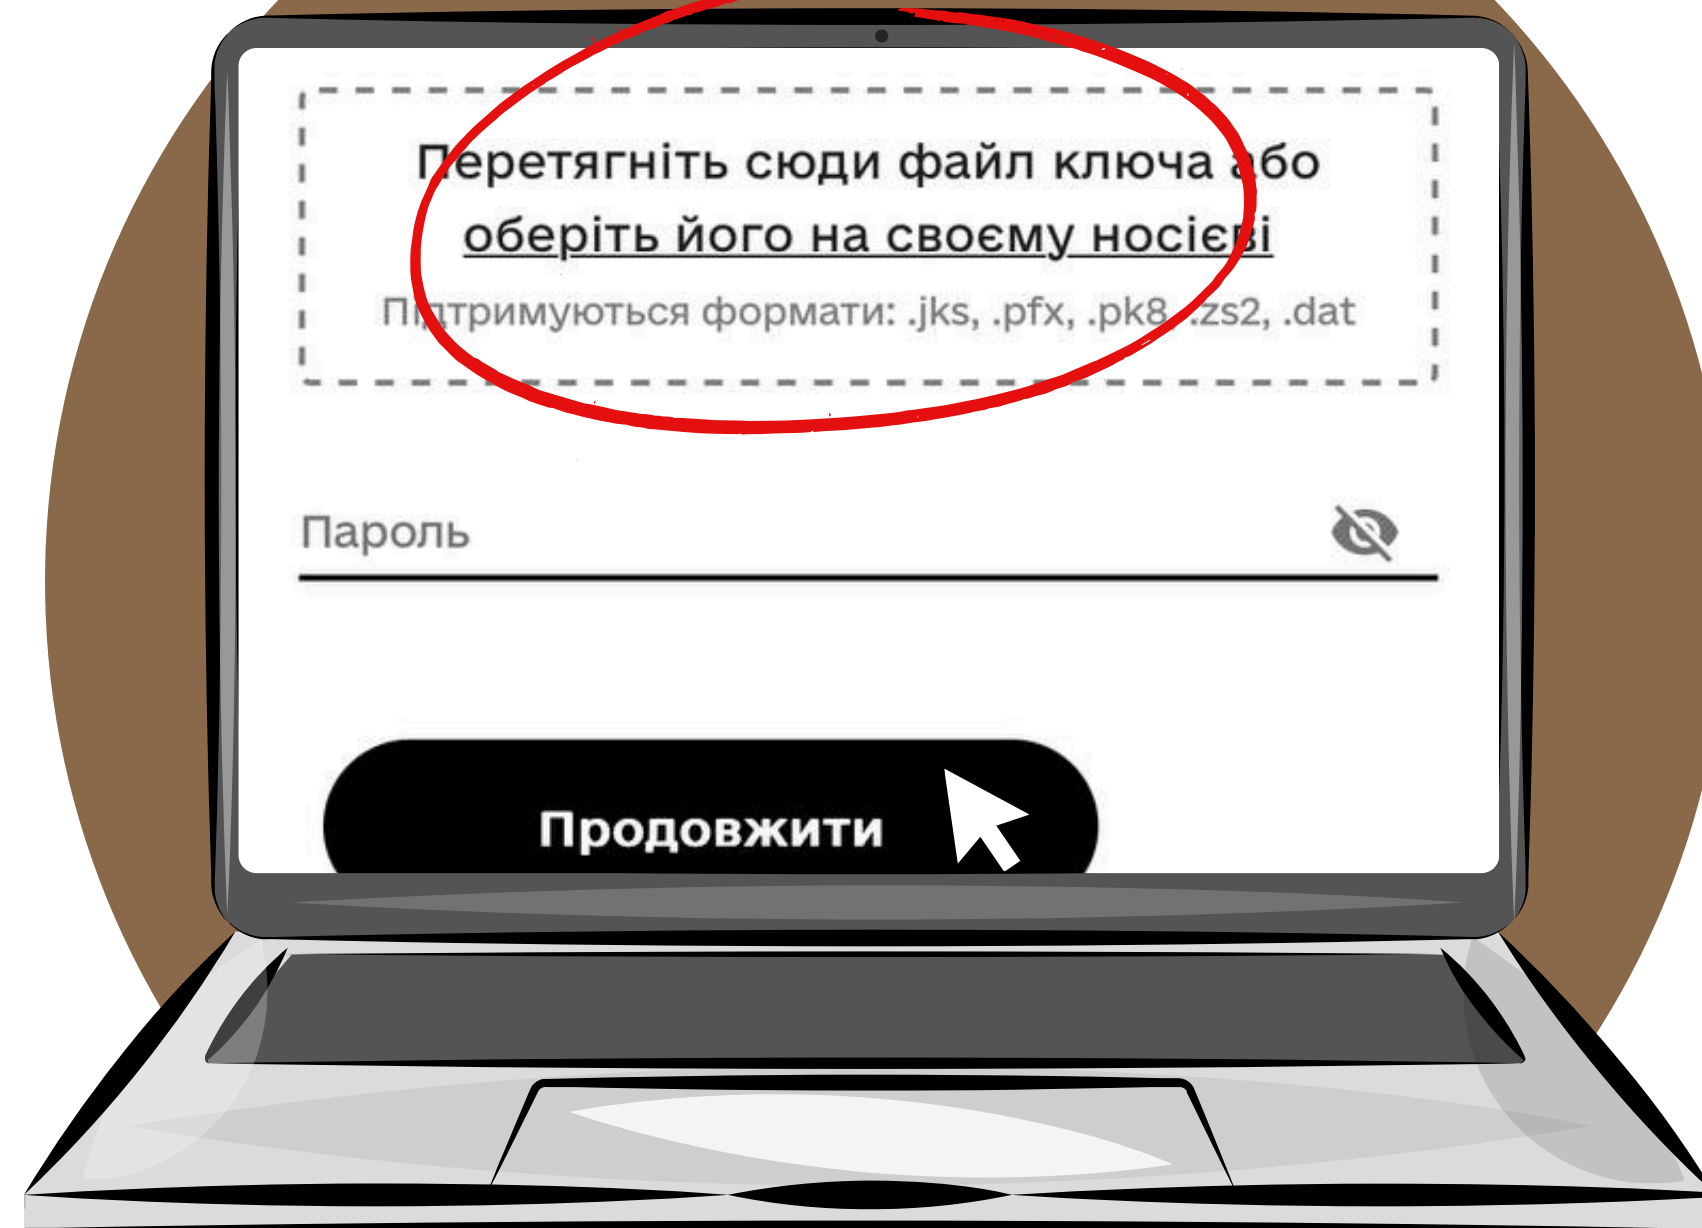 Перетягніть сюди файл ключа або
оберіть його на своєму носієві
Підтримуються формати: .jks, .pfx, .pk8, .zs2, .dat
Пароль
Продовжити